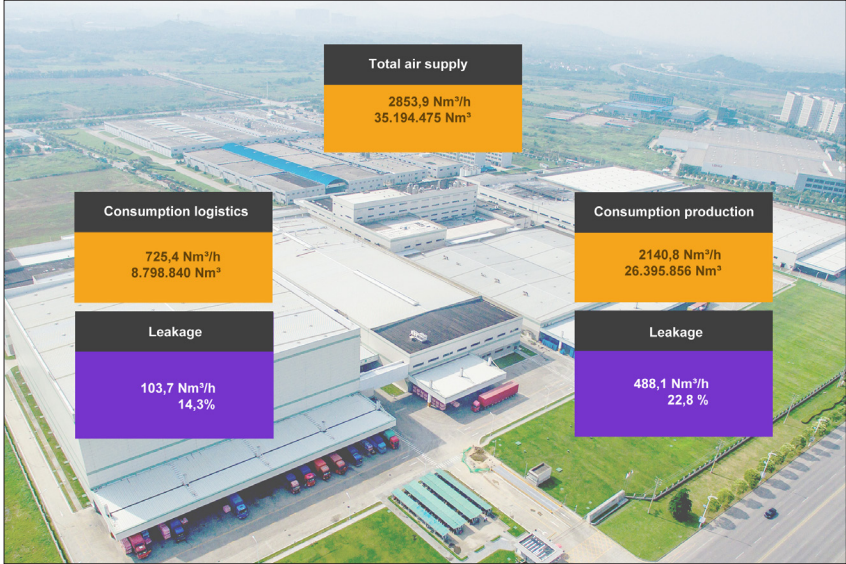 Total air supply
2853,9 Nm³/h
35.194.475 Nm³
Consumption logistics
725,4 Nm³/h
8.798.840 Nm³
Leakage
103,7 Nm³/h
14,3%
Consumption production
2140,8 Nm³/h
26.395.856 Nm³
Leakage
488,1 Nm³/h
22,8 %